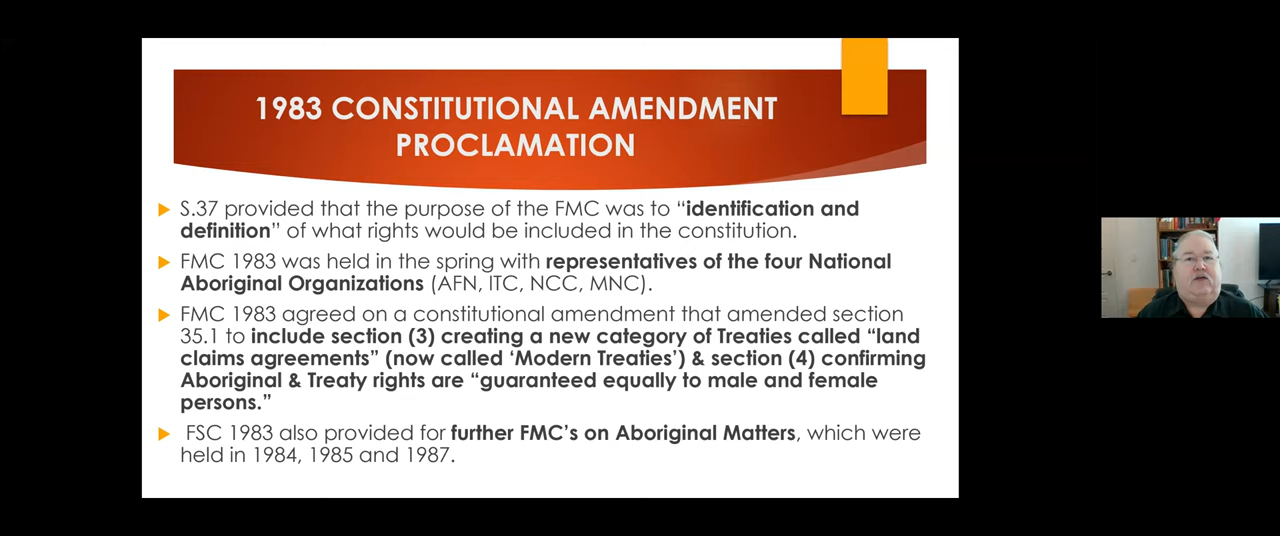 1983 CONSTITUTIONAL AMENDMENT
PROCLAMATION
S.37 provided that the purpose of the FMC was to “identification and
definition” of what rights would be included in the constitution.
FMC 1983 was held in the spring with representatives of the four National
Aboriginal Organizations (AFN, ITC, NCC, MNC).
FMC 1983 agreed on a constitutional amendment that amended section
35.1 to include section (3) creating a new category of Treaties called “land
claims agreements” (now called ‘Modern Treaties’) & section (4) confirming
Aboriginal & Treaty rights are “guaranteed equally to male and female
persons.”
FSC 1983 also provided for further FMC’s on Aboriginal Matters, which were
held in 1984, 1985 and 1987.